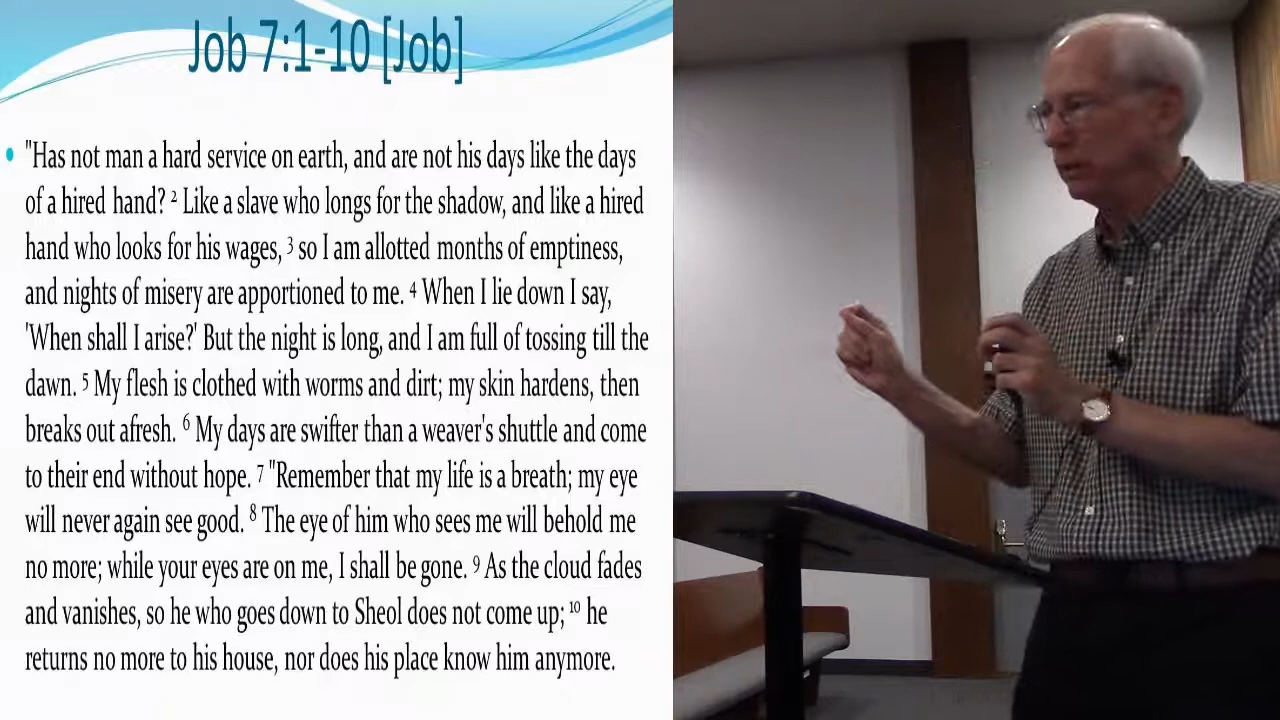 Job 7:1-10 [Job]
• "Has not man a hard service on earth, and are not his days like the days
of a hired hand? ² Like a slave who longs for the shadow, and like a hired
hand who looks for his wages, ³ so I am allotted months of emptiness,
and nights of misery are apportioned to me. ⁴ When I lie down I say,
'When shall I arise?' But the night is long, and I am full of tossing till the
dawn. ⁵ My flesh is clothed with worms and dirt; my skin hardens, then
breaks out afresh. ⁶ My days are swifter than a weaver's shuttle and come
to their end without hope. ⁷ "Remember that my life is a breath; my eye
will never again see good. ⁸ The eye of him who sees me will behold me
no more; while your eyes are on me, I shall be gone. ⁹ As the cloud fades
and vanishes, so he who goes down to Sheol does not come up; ¹⁰ he
returns no more to his house, nor does his place know him anymore.